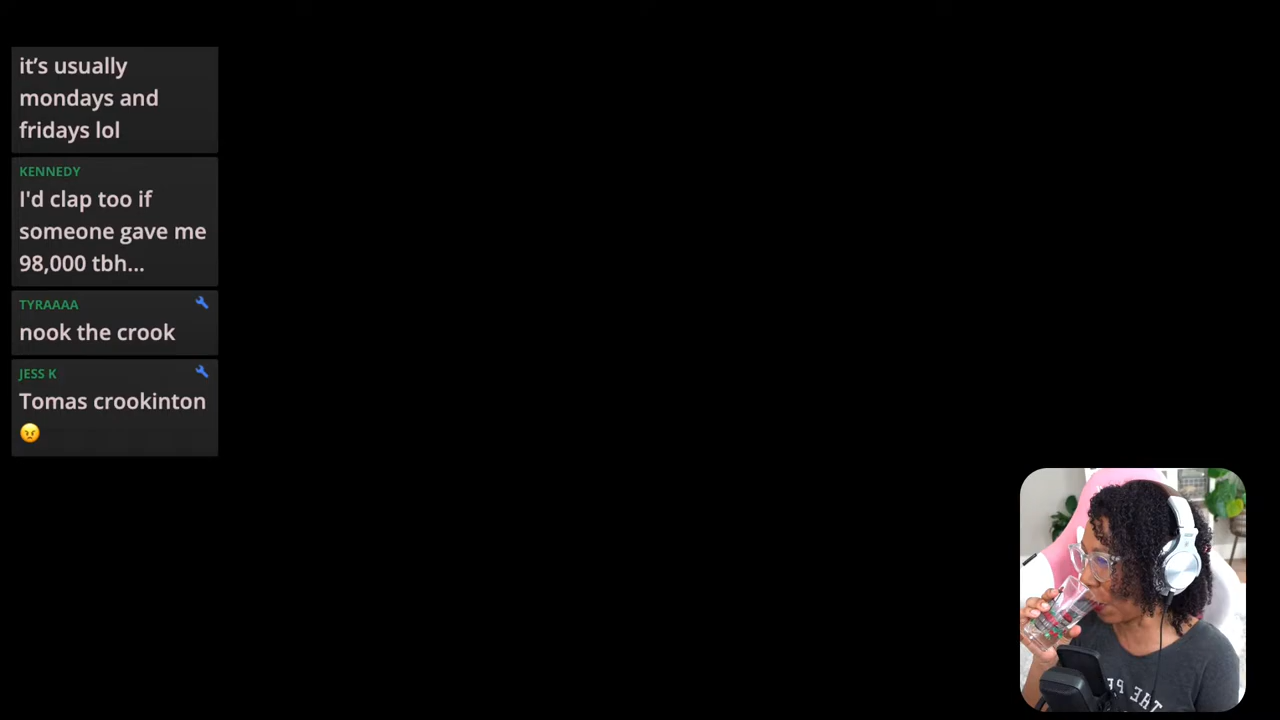 it’s usually
mondays and
fridays lol
KENNEDY
I'd clap too if
someone gave me
98,000 tbh...
TYRAAAA
nook the crook
JESS K
Tomas crookinton
😠